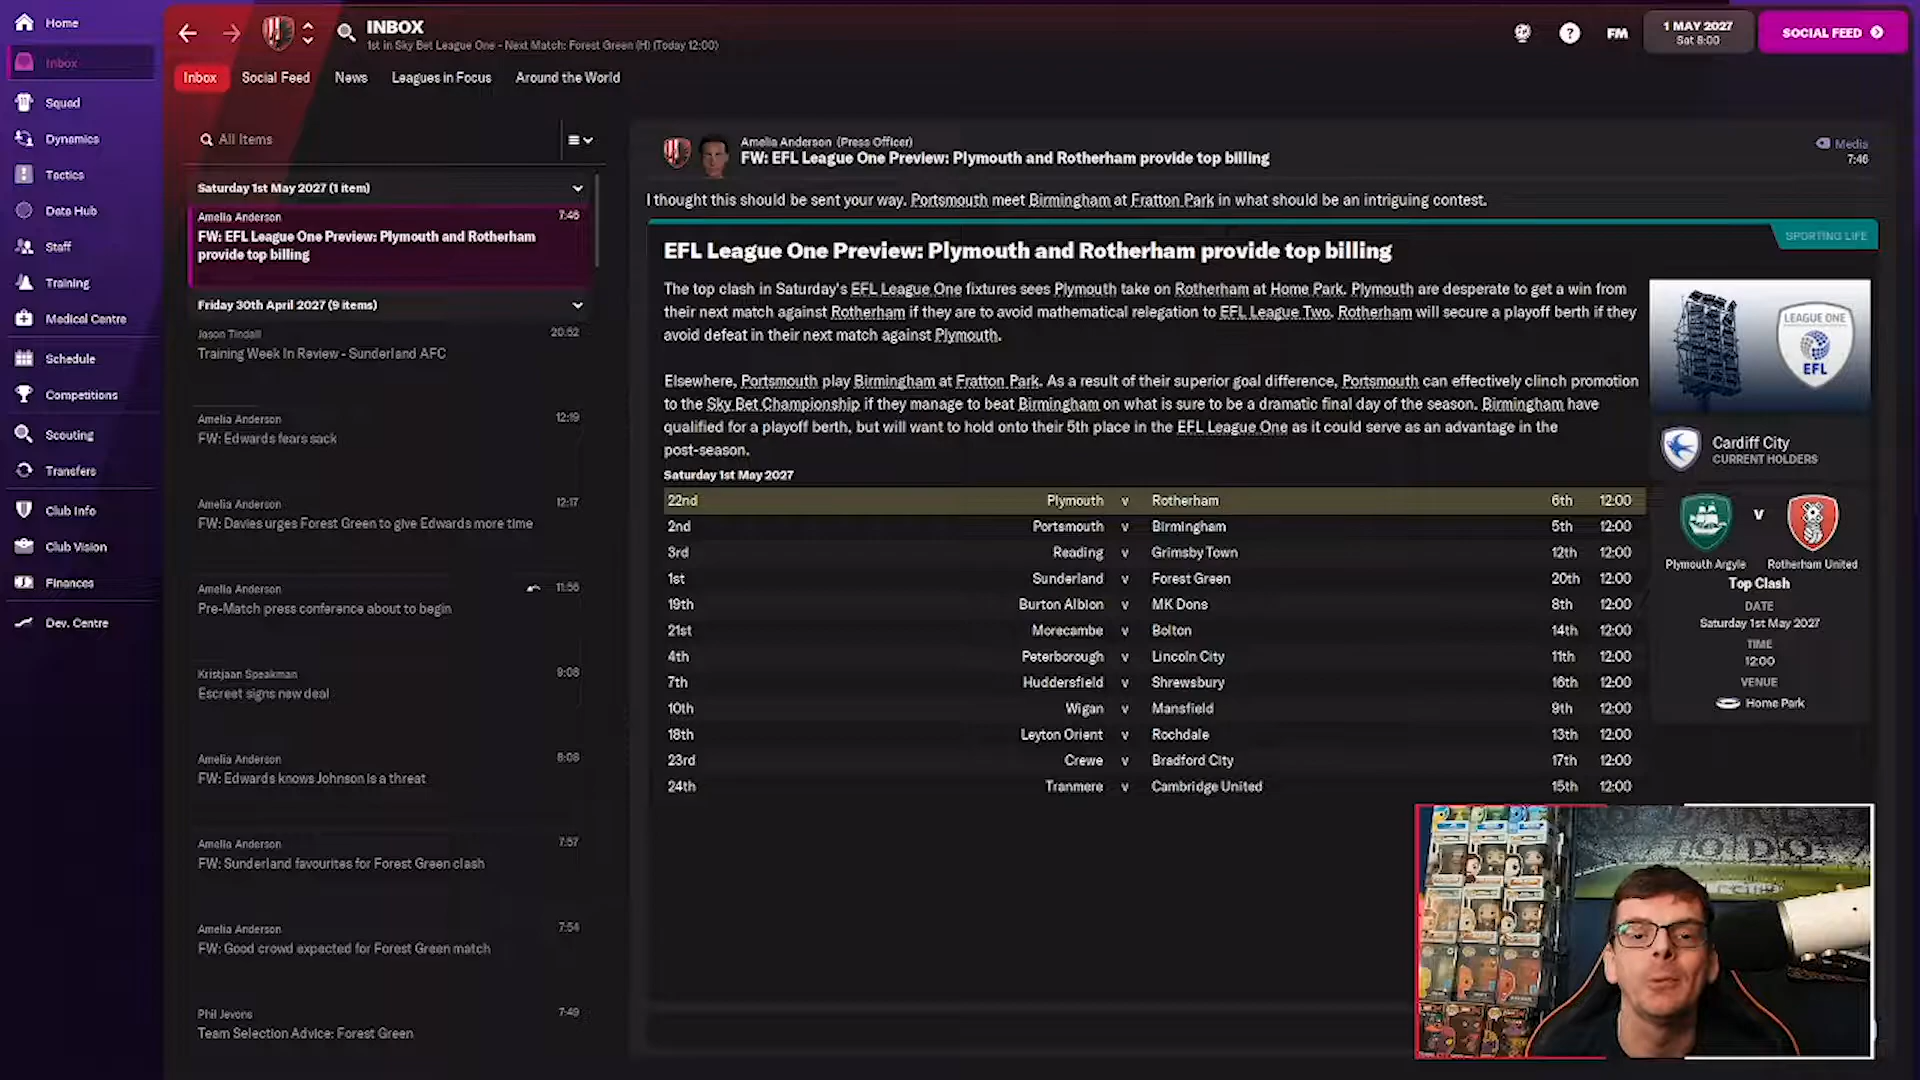 Home
Inbox
Squad
Dynamics
Tactics
Data Hub
Staff
Training
Medical Centre
Schedule
Competitions
Scouting
Transfers
Club Info
Club Vision
Finances
Dev. Centre
INBOX
1st in Sky Bet League One - Next Match: Forest Green (H) (Today 12:00)
? FM
1 MAY 2027
Sat 8:00
SOCIAL FEED
Inbox Social Feed News Leagues in Focus Around the World
All Items
Saturday 1st May 2027 (1 item)
Amelia Anderson 7:46
FW: EFL League One Preview: Plymouth and Rotherham
provide top billing
Friday 30th April 2027 (9 items)
Jason Tindall 20:52
Training Week In Review - Sunderland AFC
Amelia Anderson 12:19
FW: Edwards fears sack
Amelia Anderson 12:17
FW: Davies urges Forest Green to give Edwards more time
Amelia Anderson 11:56
Pre-Match press conference about to begin
Kristjaan Speakman 9:08
Escreet signs new deal
Amelia Anderson 8:08
FW: Edwards knows Johnson is a threat
Amelia Anderson 7:57
FW: Sunderland favourites for Forest Green clash
Amelia Anderson 7:54
FW: Good crowd expected for Forest Green match
Phil Jevons 7:49
Team Selection Advice: Forest Green
Amelia Anderson (Press Officer)
FW: EFL League One Preview: Plymouth and Rotherham provide top billing
Media
7:46
I thought this should be sent your way. Portsmouth meet Birmingham at Fratton Park in what should be an intriguing contest.
SPORTING LIFE
EFL League One Preview: Plymouth and Rotherham provide top billing
The top clash in Saturday's EFL League One fixtures sees Plymouth take on Rotherham at Home Park. Plymouth are desperate to get a win from
their next match against Rotherham if they are to avoid mathematical relegation to EFL League Two. Rotherham will secure a playoff berth if they
avoid defeat in their next match against Plymouth.
Elsewhere, Portsmouth play Birmingham at Fratton Park. As a result of their superior goal difference, Portsmouth can effectively clinch promotion
to the Sky Bet Championship if they manage to beat Birmingham on what is sure to be a dramatic final day of the season. Birmingham have
qualified for a playoff berth, but will want to hold onto their 5th place in the EFL League One as it could serve as an advantage in the
post-season.
Saturday 1st May 2027
22nd Plymouth v Rotherham 6th 12:00
2nd Portsmouth v Birmingham 5th 12:00
3rd Reading v Grimsby Town 12th 12:00
1st Sunderland v Forest Green 20th 12:00
19th Burton Albion v MK Dons 8th 12:00
21st Morecambe v Bolton 14th 12:00
4th Peterborough v Lincoln City 11th 12:00
7th Huddersfield v Shrewsbury 16th 12:00
10th Wigan v Mansfield 9th 12:00
18th Leyton Orient v Rochdale 13th 12:00
23rd Crewe v Bradford City 17th 12:00
24th Tranmere v Cambridge United 15th 12:00
LEAGUE ONE
EFL
Cardiff City
CURRENT HOLDERS
v
Plymouth Argyle Rotherham United
Top Clash
DATE
Saturday 1st May 2027
TIME
12:00
VENUE
Home Park
TO DO